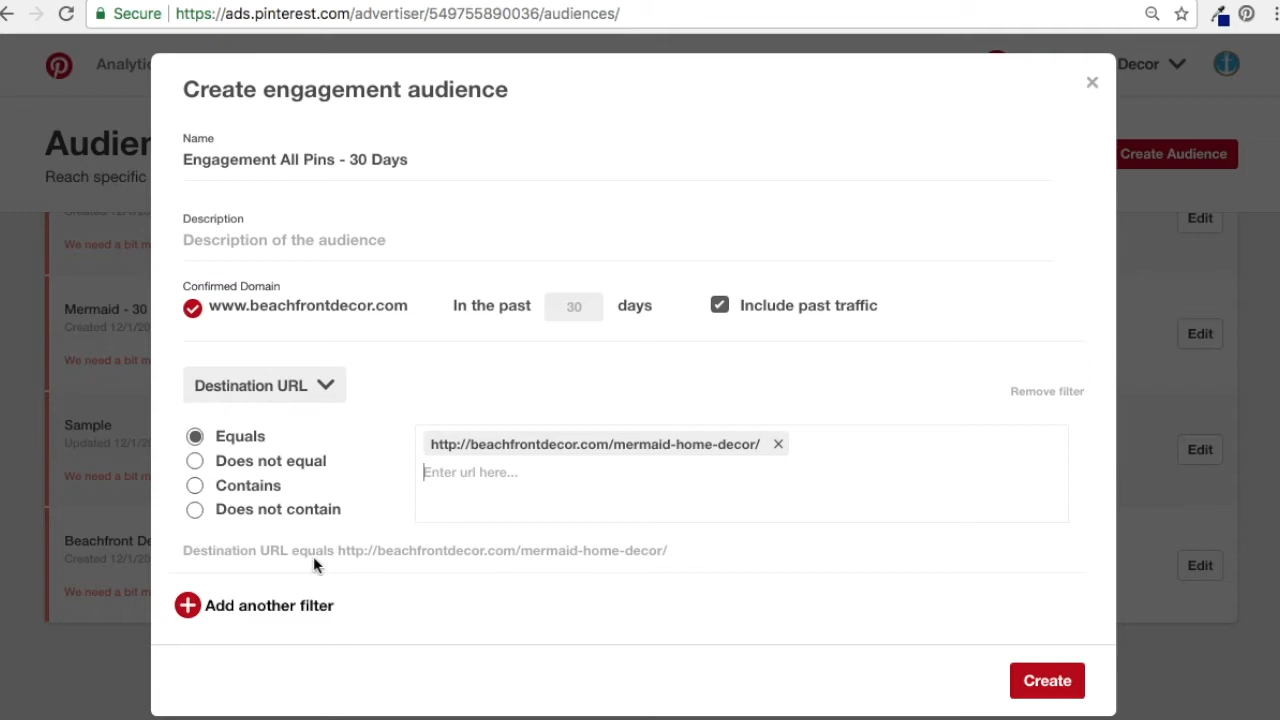 Secure https://ads.pinterest.com/advertiser/549755890036/audiences/
Analytic Decor
Create engagement audience
Audien
Reach specific
Create Audience
Name
Engagement All Pins - 30 Days
Description
Description of the audience
Created 12/1/20
We need a bit m
Edit
Confirmed Domain
www.beachfrontdecor.com In the past 30 days Include past traffic
Mermaid - 30
Created 12/1/20
We need a bit m
Edit
Destination URL
Remove filter
Equals
Does not equal
Contains
Does not contain
http://beachfrontdecor.com/mermaid-home-decor/
Enter url here...
Sample
Updated 12/1/20
We need a bit m
Edit
Destination URL equals http://beachfrontdecor.com/mermaid-home-decor/
Beachfront De
Created 12/1/20
We need a bit m
Edit
Add another filter
Create